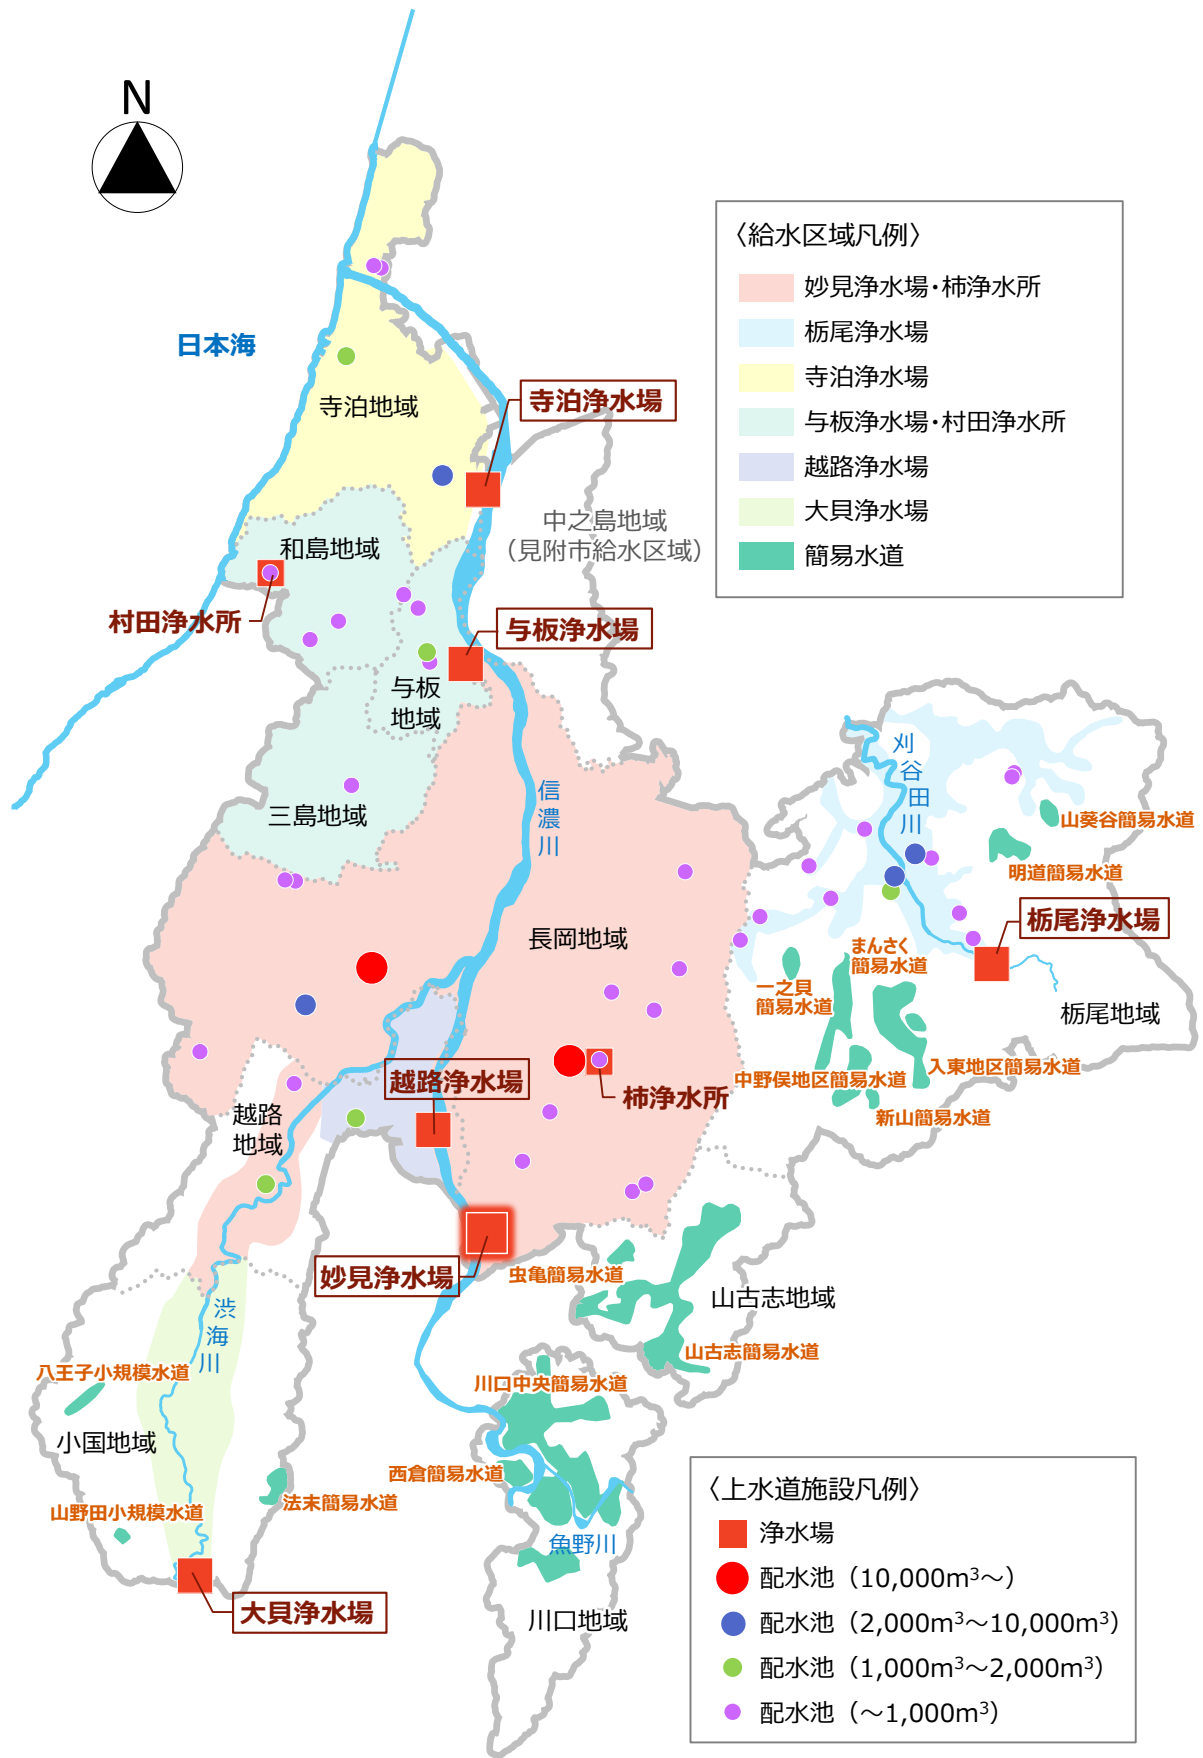 N
〈給水区域凡例〉
妙見浄水場・柿浄水所
栃尾浄水場
寺泊浄水場
与板浄水場・村田浄水所
越路浄水場
大貝浄水場
簡易水道
日本海
寺泊地域
寺泊浄水場
中之島地域
（見附市給水区域）
和島地域
村田浄水所
与板浄水場
与板
地域
三島地域
信濃川
刈谷田川
山葵谷簡易水道
明道簡易水道
栃尾浄水場
長岡地域
まんさく
簡易水道
一之貝
簡易水道
栃尾地域
中野俣地区簡易水道
入東地区簡易水道
新山簡易水道
越路浄水場
柿浄水所
越路
地域
妙見浄水場
虫亀簡易水道
山古志地域
山古志簡易水道
渋海川
八王子小規模水道
川口中央簡易水道
小国地域
西倉簡易水道
山野田小規模水道
法末簡易水道
魚野川
大貝浄水場
川口地域
〈上水道施設凡例〉
浄水場
配水池（10,000m³～）
配水池（2,000m³～10,000m³）
配水池（1,000m³～2,000m³）
配水池（～1,000m³）